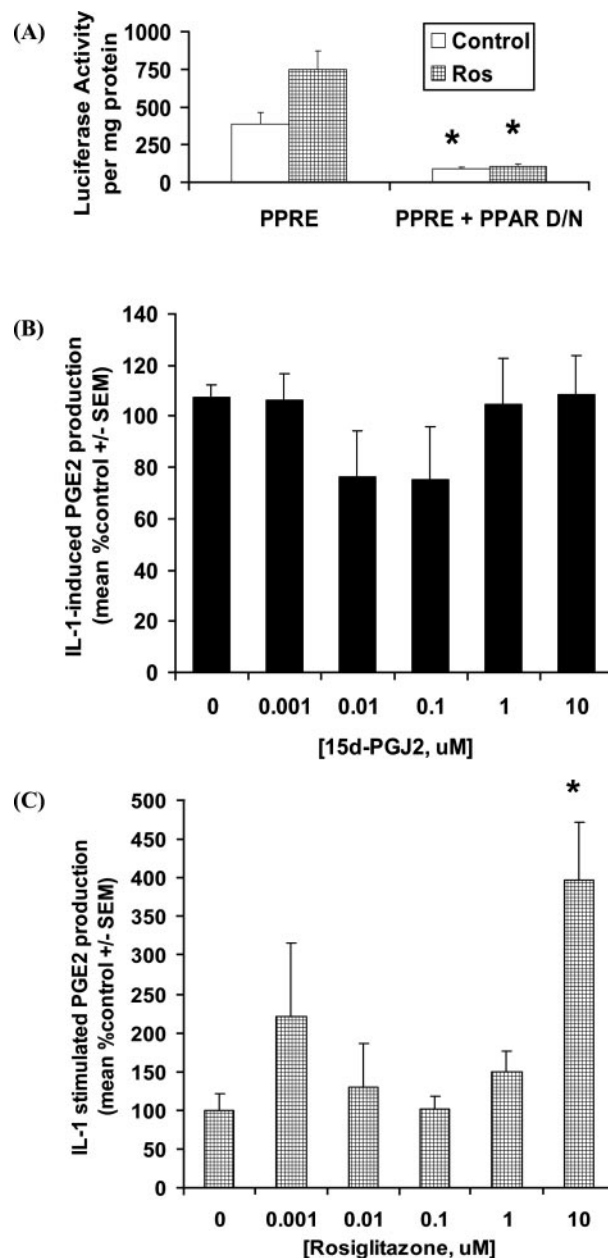 (A)
Luciferase Activity
per mg protein
1000
750
500
250
0
Control
Ros
*
*
PPRE
PPRE + PPAR D/N
(B)
IL-1-induced PGE2 production
(mean %control +/- SEM)
140
120
100
80
60
40
20
0
0 0.001 0.01 0.1 1 10
[15d-PGJ2, uM]
(C)
IL-1 stimulated PGE2 production
(mean %control +/- SEM)
500
450
400
350
300
250
200
150
100
50
0
*
0 0.001 0.01 0.1 1 10
[Rosiglitazone, uM]